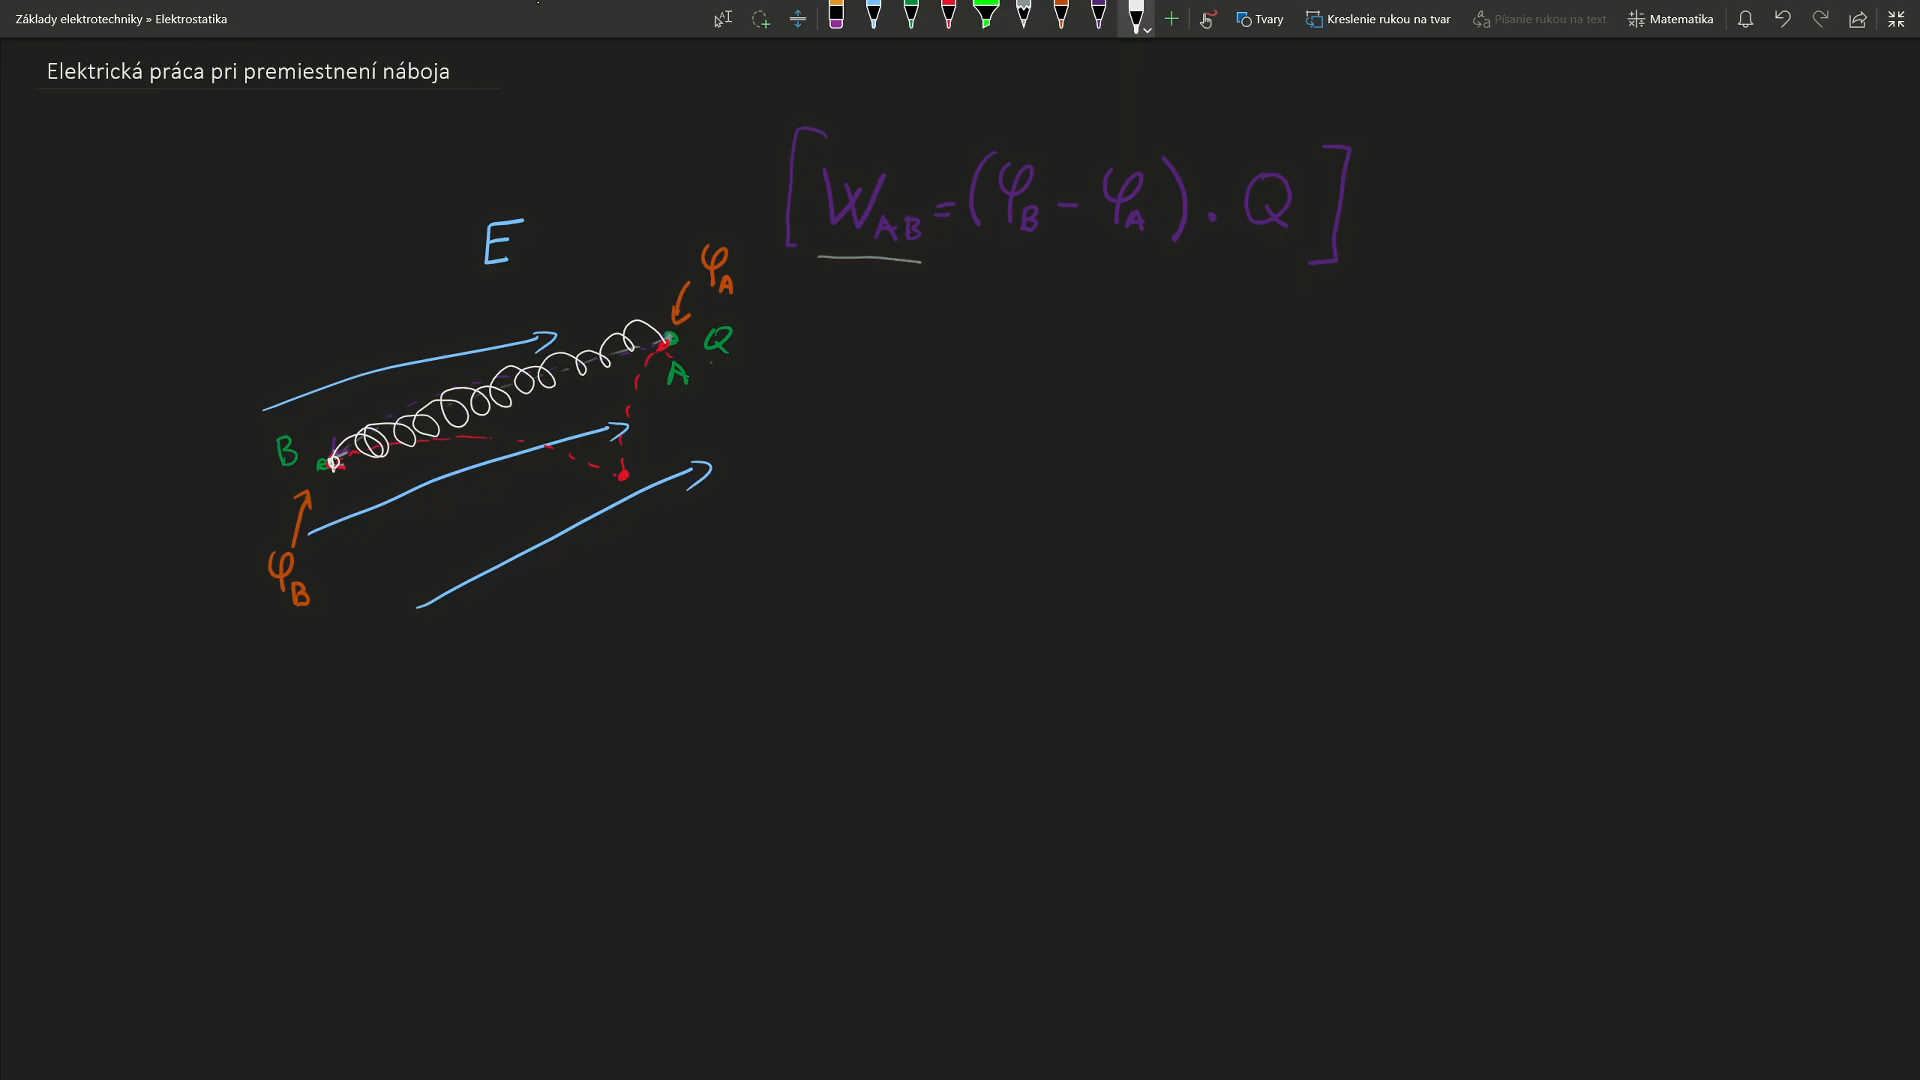 Základy elektrotechniky » Elektrostatika
Tvary
Kreslenie rukou na tvar
Písanie rukou na text
Matematika
Elektrická práca pri premiestnení náboja
[W_AB = (φ_B - φ_A) . Q]
E
φ_A
Q
A
B
φ_B